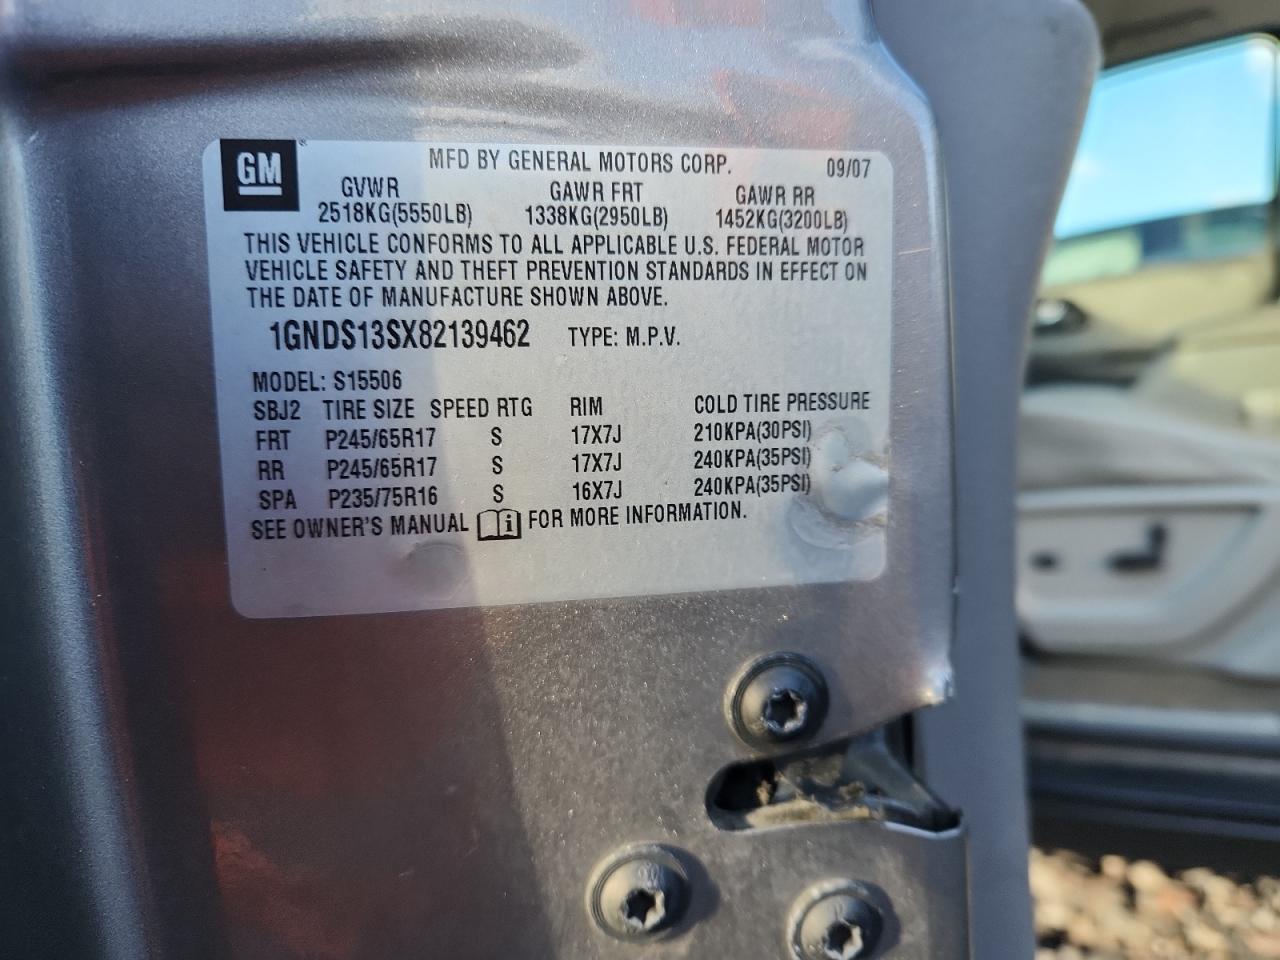 GM
MFD BY GENERAL MOTORS CORP. 09/07
GVWR GAWR FRT GAWR RR
2518KG(5550LB) 1338KG(2950LB) 1452KG(3200LB)
THIS VEHICLE CONFORMS TO ALL APPLICABLE U.S. FEDERAL MOTOR
VEHICLE SAFETY AND THEFT PREVENTION STANDARDS IN EFFECT ON
THE DATE OF MANUFACTURE SHOWN ABOVE.
1GNDS13SX82139462 TYPE: M.P.V.
MODEL: S15506
SBJ2 TIRE SIZE SPEED RTG RIM COLD TIRE PRESSURE
FRT P245/65R17 S 17X7J 210KPA(30PSI)
RR P245/65R17 S 17X7J 240KPA(35PSI)
SPA P235/75R16 S 16X7J 240KPA(35PSI)
SEE OWNER'S MANUAL i FOR MORE INFORMATION.